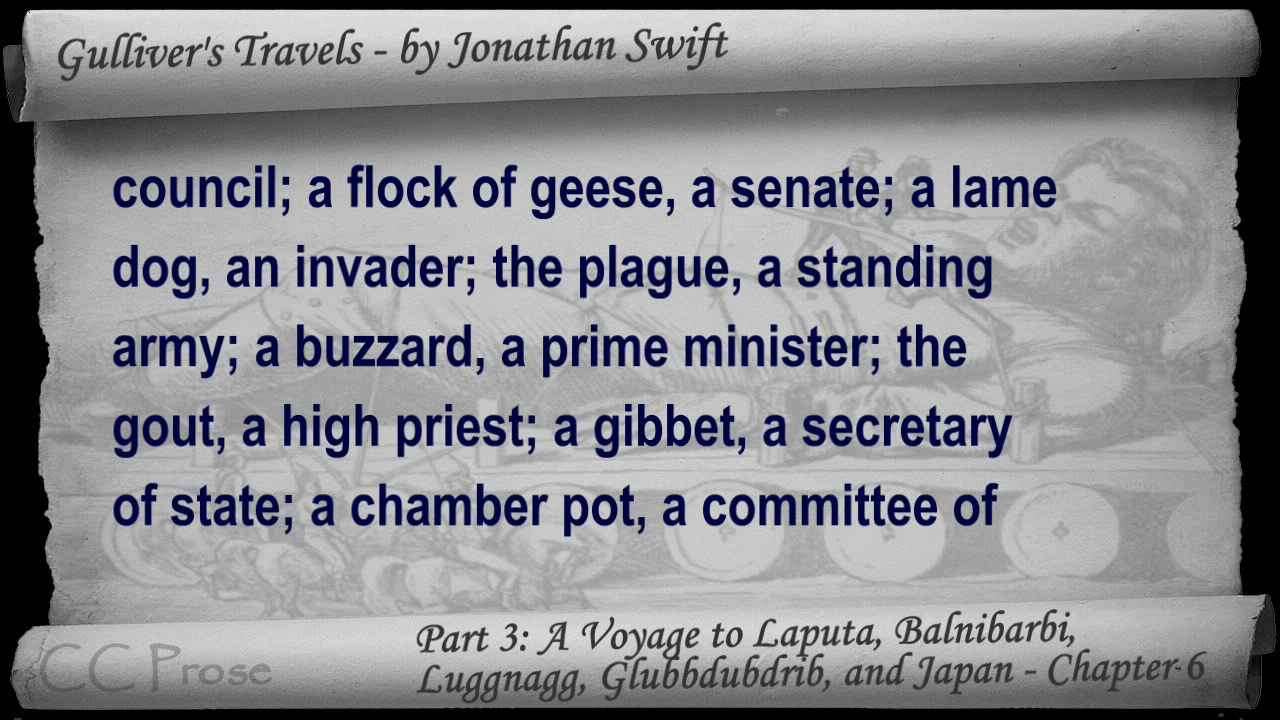 Gulliver's Travels - by Jonathan Swift
council; a flock of geese, a senate; a lame
dog, an invader; the plague, a standing
army; a buzzard, a prime minister; the
gout, a high priest; a gibbet, a secretary
of state; a chamber pot, a committee of
Part 3: A Voyage to Laputa, Balnibarbi,
Luggnagg, Glubbdubdrib, and Japan - Chapter 6
CC Prose